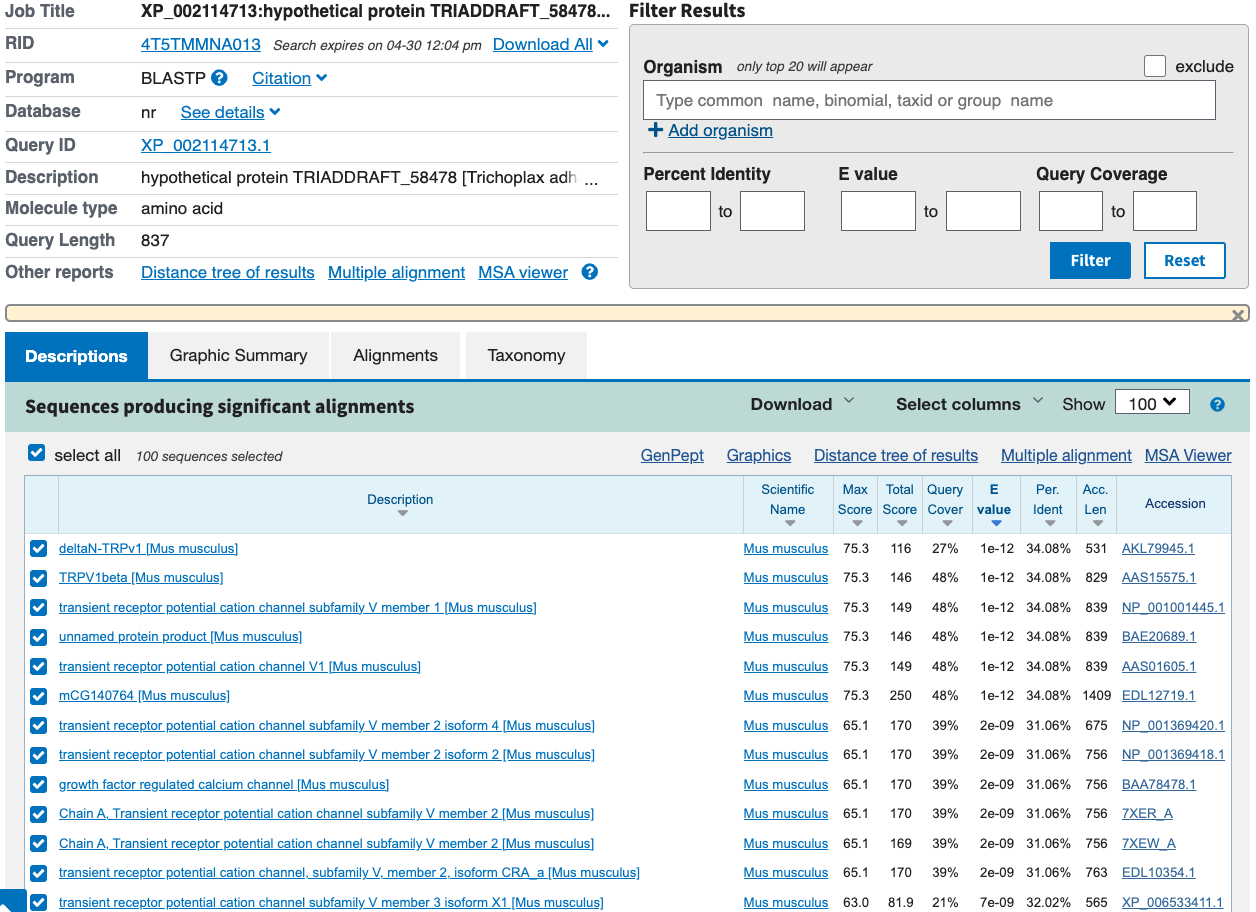 Job Title XP_002114713:hypothetical protein TRIADDRAFT_58478...
RID 4T5TMMNA013 Search expires on 04-30 12:04 pm Download All
Program BLASTP ? Citation
Database nr See details
Query ID XP_002114713.1
Description hypothetical protein TRIADDRAFT_58478 [Trichoplax adh ...
Molecule type amino acid
Query Length 837
Other reports Distance tree of results Multiple alignment MSA viewer ?
Filter Results
Organism only top 20 will appear exclude
Type common name, binomial, taxid or group name
+ Add organism
Percent Identity E value Query Coverage
to to to
Filter Reset
Descriptions Graphic Summary Alignments Taxonomy
Sequences producing significant alignments Download Select columns Show 100 ?
select all 100 sequences selected GenPept Graphics Distance tree of results Multiple alignment MSA Viewer
Description Scientific Name Max Score Total Score Query Cover E value Per. Ident Acc. Len Accession
deltaN-TRPv1 [Mus musculus] Mus musculus 75.3 116 27% 1e-12 34.08% 531 AKL79945.1
TRPV1beta [Mus musculus] Mus musculus 75.3 146 48% 1e-12 34.08% 829 AAS15575.1
transient receptor potential cation channel subfamily V member 1 [Mus musculus] Mus musculus 75.3 149 48% 1e-12 34.08% 839 NP_001001445.1
unnamed protein product [Mus musculus] Mus musculus 75.3 146 48% 1e-12 34.08% 839 BAE20689.1
transient receptor potential cation channel V1 [Mus musculus] Mus musculus 75.3 149 48% 1e-12 34.08% 839 AAS01605.1
mCG140764 [Mus musculus] Mus musculus 75.3 250 48% 1e-12 34.08% 1409 EDL12719.1
transient receptor potential cation channel subfamily V member 2 isoform 4 [Mus musculus] Mus musculus 65.1 170 39% 2e-09 31.06% 675 NP_001369420.1
transient receptor potential cation channel subfamily V member 2 isoform 2 [Mus musculus] Mus musculus 65.1 170 39% 2e-09 31.06% 756 NP_001369418.1
growth factor regulated calcium channel [Mus musculus] Mus musculus 65.1 170 39% 2e-09 31.06% 756 BAA78478.1
Chain A, Transient receptor potential cation channel subfamily V member 2 [Mus musculus] Mus musculus 65.1 170 39% 2e-09 31.06% 756 7XER_A
Chain A, Transient receptor potential cation channel subfamily V member 2 [Mus musculus] Mus musculus 65.1 169 39% 2e-09 31.06% 756 7XEW_A
transient receptor potential cation channel, subfamily V, member 2, isoform CRA_a [Mus musculus] Mus musculus 65.1 170 39% 2e-09 31.06% 763 EDL10354.1
transient receptor potential cation channel subfamily V member 3 isoform X1 [Mus musculus] Mus musculus 63.0 81.9 21% 7e-09 32.02% 565 XP_006533411.1